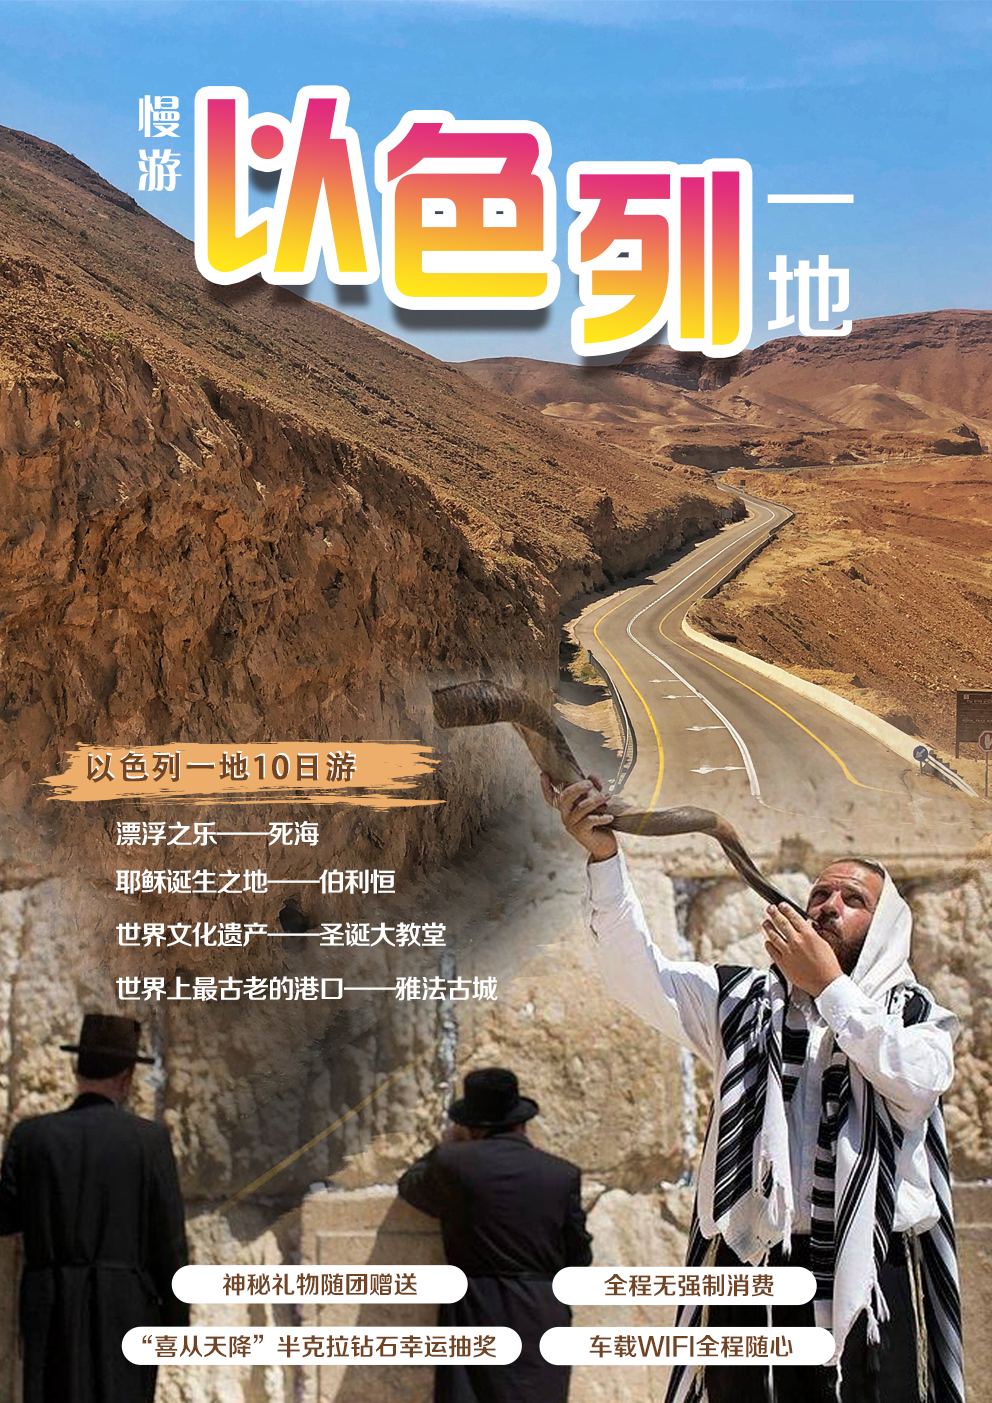 慢游
以色列
一地
以色列一地10日游
漂浮之乐——死海
耶稣诞生之地——伯利恒
世界文化遗产——圣诞大教堂
世界上最古老的港口——雅法古城
神秘礼物随团赠送
全程无强制消费
“喜从天降”半克拉钻石幸运抽奖
车载WIFI全程随心